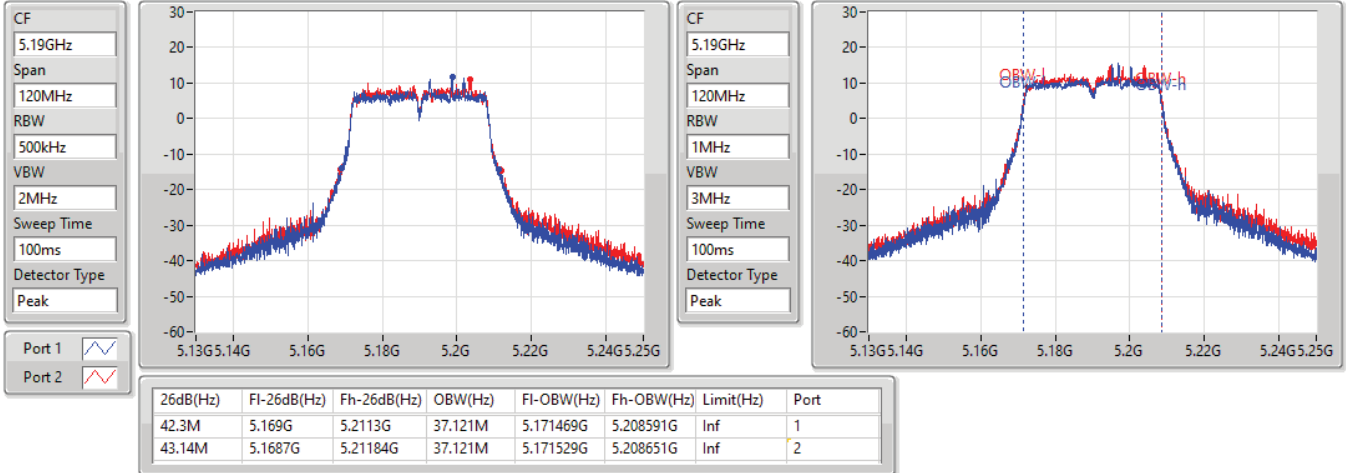 CF
5.19GHz
Span
120MHz
RBW
500kHz
VBW
2MHz
Sweep Time
100ms
Detector Type
Peak
Port 1
Port 2
30
20
10
0
-10
-20
-30
-40
-50
-60
5.13G 5.14G 5.16G 5.18G 5.2G 5.22G 5.24G 5.25G
CF
5.19GHz
Span
120MHz
RBW
1MHz
VBW
3MHz
Sweep Time
100ms
Detector Type
Peak
30
20
10
0
-10
-20
-30
-40
-50
-60
OBW-l OBW-h
OBW-l OBW-h
5.13G 5.14G 5.16G 5.18G 5.2G 5.22G 5.24G 5.25G
26dB(Hz) Fl-26dB(Hz) Fh-26dB(Hz) OBW(Hz) Fl-OBW(Hz) Fh-OBW(Hz) Limit(Hz) Port
42.3M 5.169G 5.2113G 37.121M 5.171469G 5.208591G Inf 1
43.14M 5.1687G 5.21184G 37.121M 5.171529G 5.208651G Inf 2